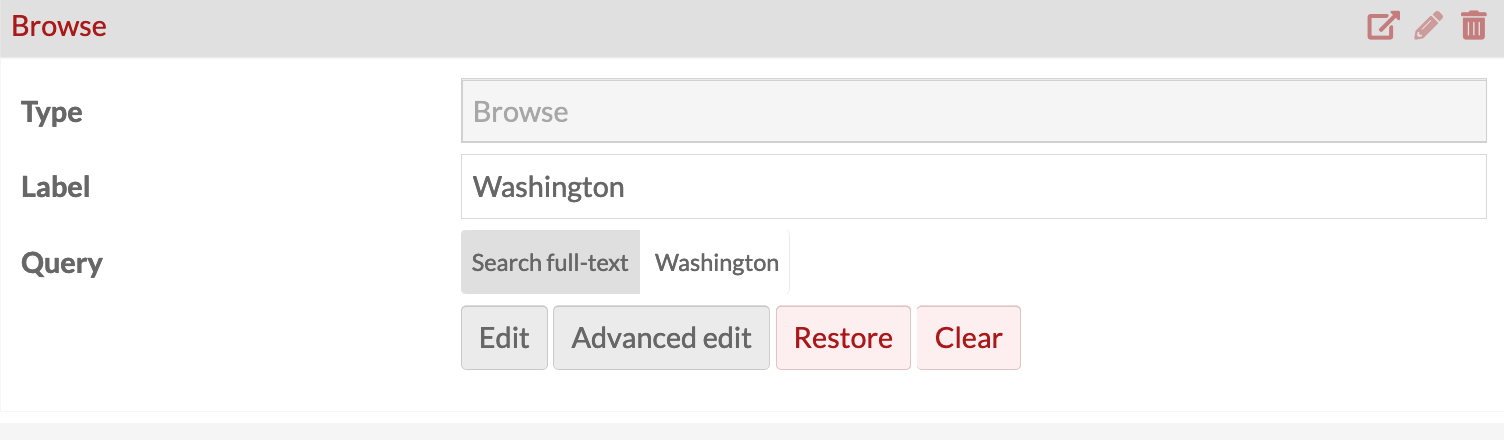 Browse
Type Browse
Label Washington
Query Search full-text Washington
Edit Advanced edit Restore Clear